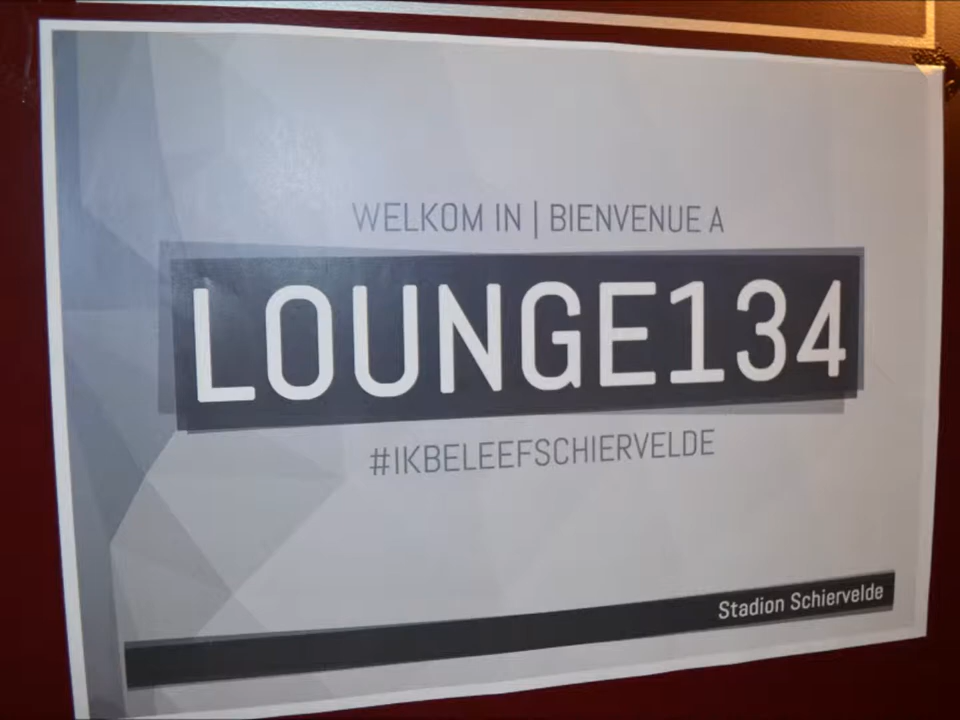 WELKOM IN | BIENVENUE A
LOUNGE134
#IKBELEEFSCHIERVELDE
Stadion Schiervelde